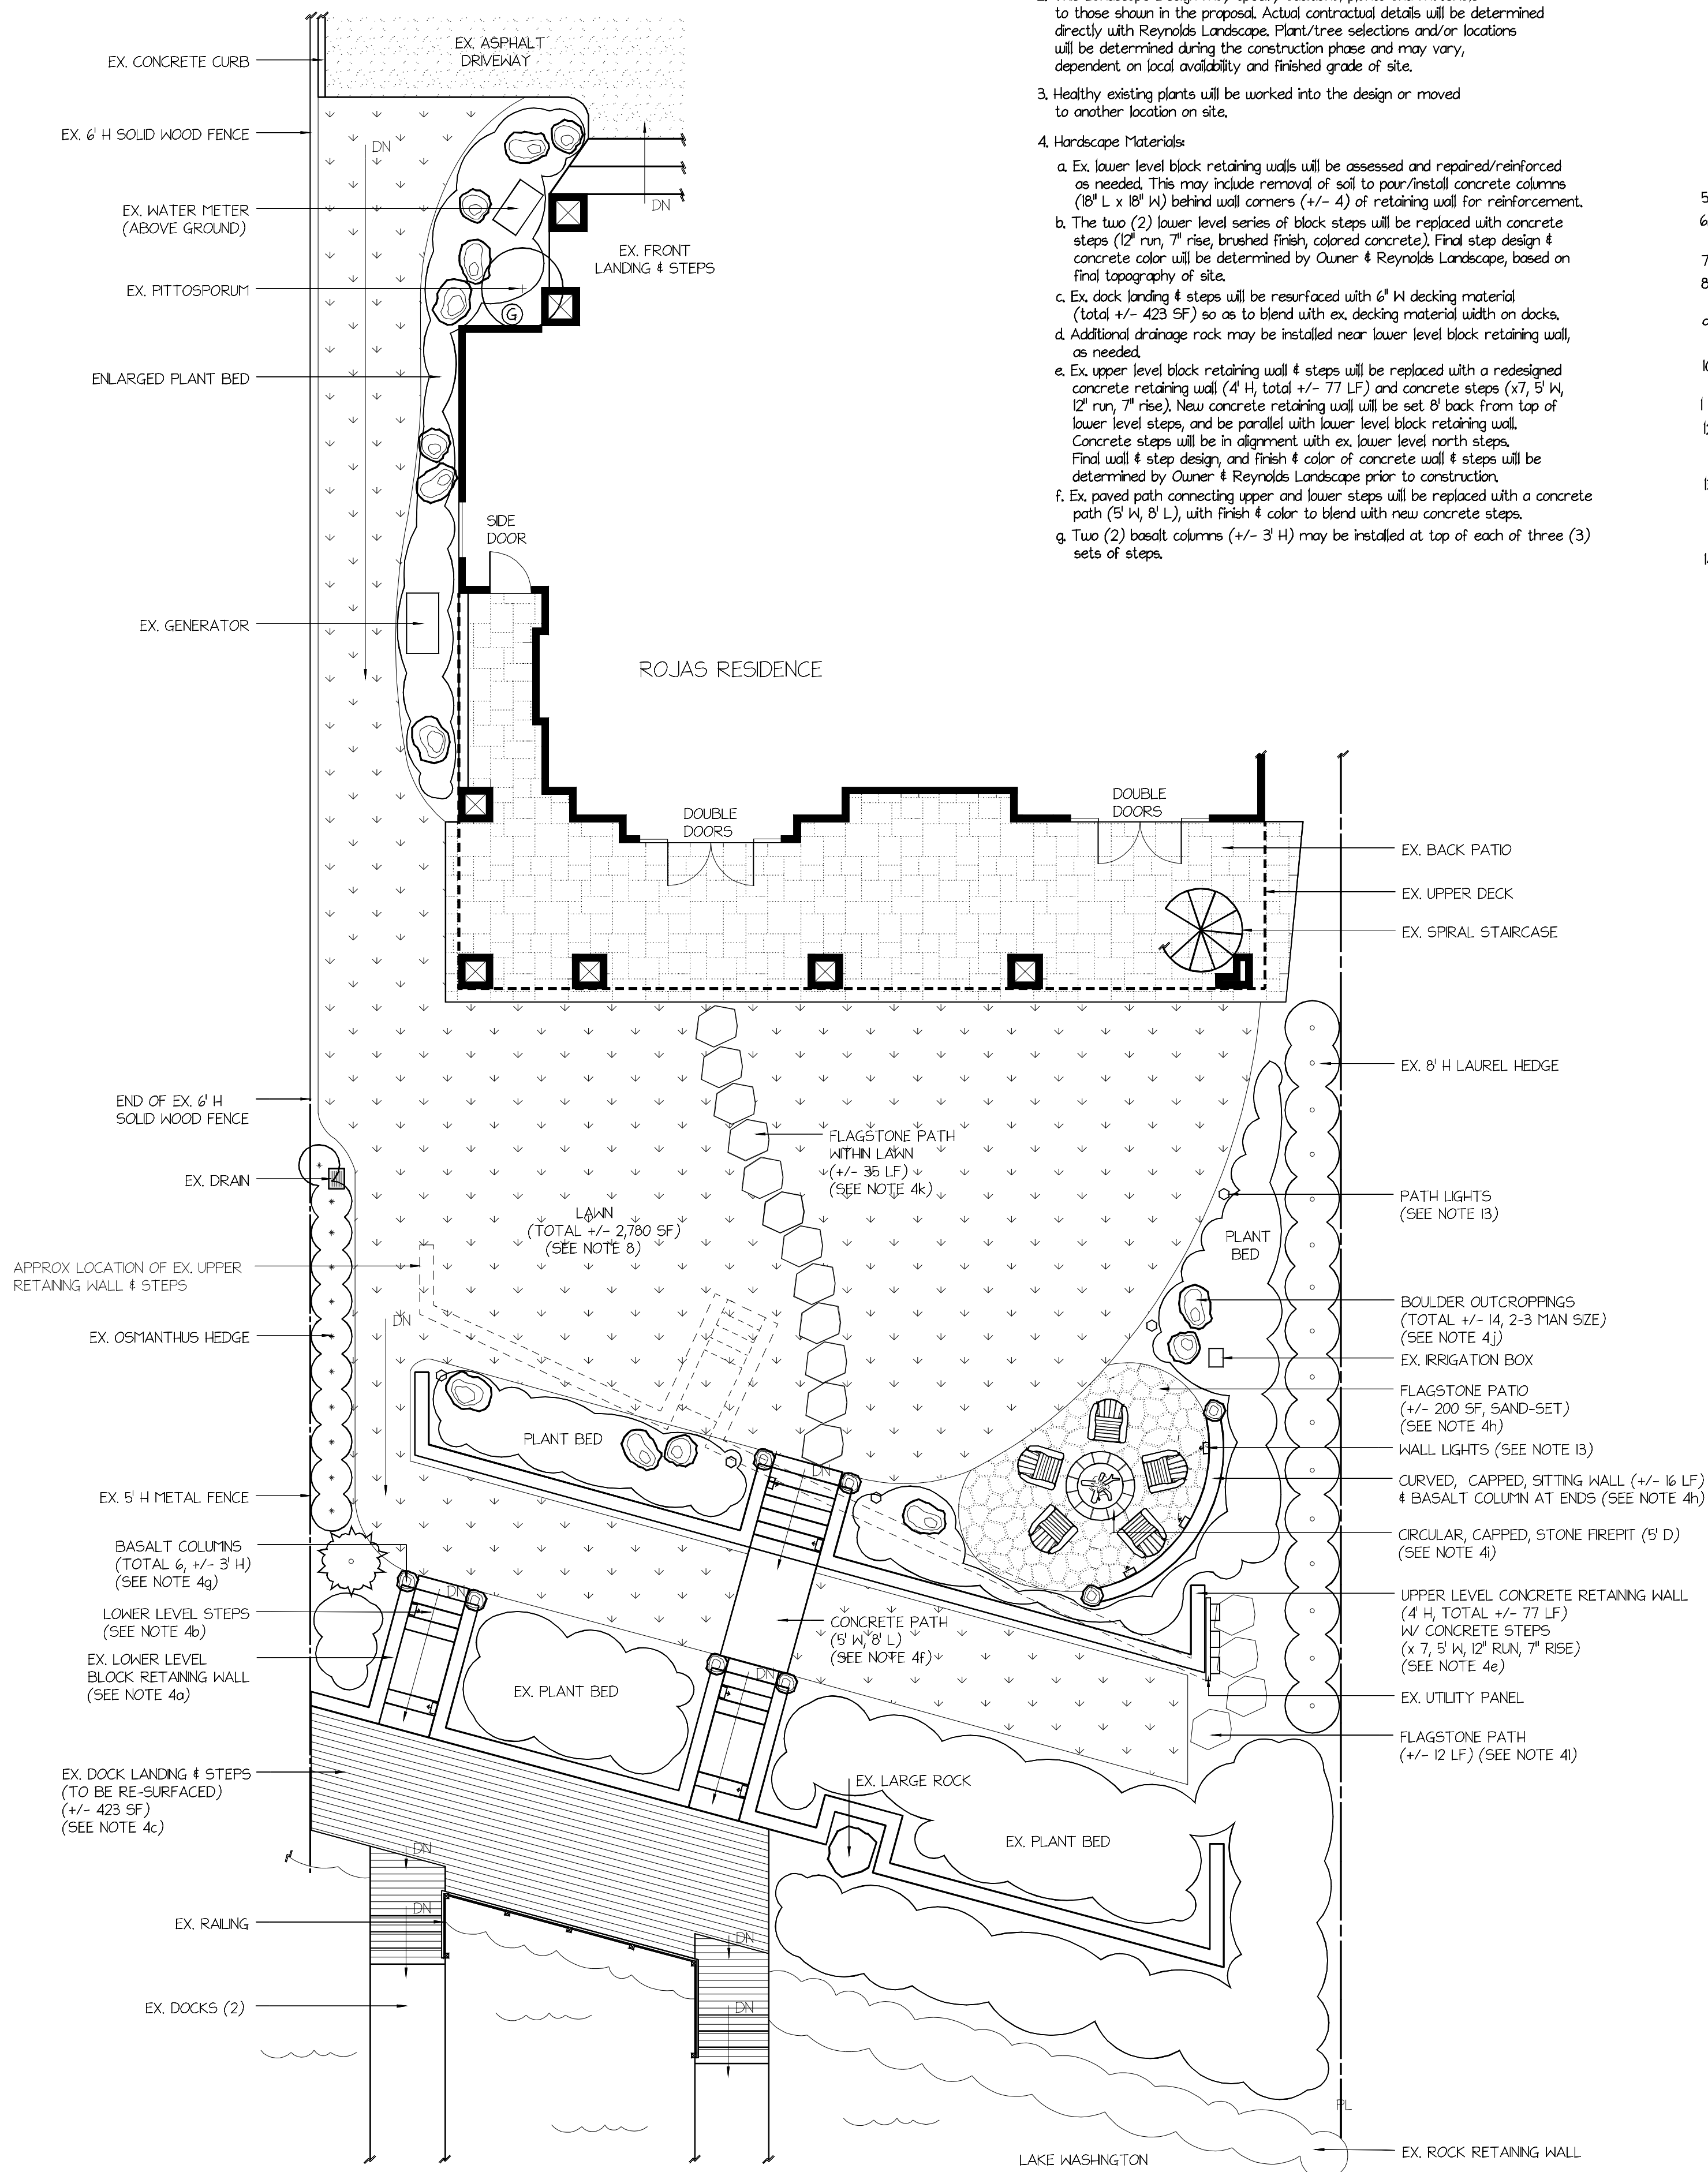 to those shown in the proposal. Actual contractual details will be determined
directly with Reynolds Landscape. Plant/tree selections and/or locations
will be determined during the construction phase and may vary,
dependent on local availability and finished grade of site.
3. Healthy existing plants will be worked into the design or moved
to another location on site.
4. Hardscape Materials:
a. Ex. lower level block retaining walls will be assessed and repaired/reinforced
as needed. This may include removal of soil to pour/install concrete columns
(18" L x 18" W) behind wall corners (+/- 4) of retaining wall for reinforcement.
b. The two (2) lower level series of block steps will be replaced with concrete
steps (12" run, 7" rise, brushed finish, colored concrete). Final step design &
concrete color will be determined by Owner & Reynolds Landscape, based on
final topography of site.
c. Ex. dock landing & steps will be resurfaced with 6" W decking material
(total +/- 423 SF) so as to blend with ex. decking material width on docks.
d. Additional drainage rock may be installed near lower level block retaining wall,
as needed.
e. Ex. upper level block retaining wall & steps will be replaced with a redesigned
concrete retaining wall (4' H, total +/- 77 LF) and concrete steps (x7, 5' W,
12" run, 7" rise). New concrete retaining wall will be set 8' back from top of
lower level steps, and be parallel with lower level block retaining wall.
Concrete steps will be in alignment with ex. lower level north steps.
Final wall & step design, and finish & color of concrete wall & steps will be
determined by Owner & Reynolds Landscape prior to construction.
f. Ex. paved path connecting upper and lower steps will be replaced with a concrete
path (5' W, 8' L), with finish & color to blend with new concrete steps.
g. Two (2) basalt columns (+/- 3' H) may be installed at top of each of three (3)
sets of steps.
EX. CONCRETE CURB
EX. ASPHALT
DRIVEWAY
EX. 6' H SOLID WOOD FENCE
DN
DN
EX. WATER METER
(ABOVE GROUND)
EX. FRONT
LANDING & STEPS
EX. PITTOSPORUM
G
ENLARGED PLANT BED
SIDE
DOOR
EX. GENERATOR
ROJAS RESIDENCE
DOUBLE
DOORS
DOUBLE
DOORS
EX. BACK PATIO
EX. UPPER DECK
EX. SPIRAL STAIRCASE
EX. 8' H LAUREL HEDGE
END OF EX. 6' H
SOLID WOOD FENCE
FLAGSTONE PATH
WITHIN LAWN
(+/- 35 LF)
(SEE NOTE 4k)
EX. DRAIN
PATH LIGHTS
(SEE NOTE 13)
LAWN
(TOTAL +/- 2,780 SF)
(SEE NOTE 8)
PLANT
BED
APPROX LOCATION OF EX. UPPER
RETAINING WALL & STEPS
BOULDER OUTCROPPINGS
(TOTAL +/- 14, 2-3 MAN SIZE)
(SEE NOTE 4j)
DN
EX. OSMANTHUS HEDGE
EX. IRRIGATION BOX
FLAGSTONE PATIO
(+/- 200 SF, SAND-SET)
(SEE NOTE 4h)
PLANT BED
WALL LIGHTS (SEE NOTE 13)
DN
CURVED, CAPPED, SITTING WALL (+/- 16 LF)
& BASALT COLUMN AT ENDS (SEE NOTE 4h)
EX. 5' H METAL FENCE
CIRCULAR, CAPPED, STONE FIREPIT (5' D)
(SEE NOTE 4i)
BASALT COLUMNS
(TOTAL 6, +/- 3' H)
(SEE NOTE 4g)
DN
UPPER LEVEL CONCRETE RETAINING WALL
(4' H, TOTAL +/- 77 LF)
W/ CONCRETE STEPS
(x 7, 5' W, 12" RUN, 7" RISE)
(SEE NOTE 4e)
LOWER LEVEL STEPS
(SEE NOTE 4b)
CONCRETE PATH
(5' W, 8' L)
(SEE NOTE 4f)
EX. LOWER LEVEL
BLOCK RETAINING WALL
(SEE NOTE 4a)
DN
EX. PLANT BED
EX. UTILITY PANEL
FLAGSTONE PATH
(+/- 12 LF) (SEE NOTE 4l)
EX. DOCK LANDING & STEPS
(TO BE RE-SURFACED)
(+/- 423 SF)
(SEE NOTE 4c)
EX. LARGE ROCK
EX. PLANT BED
DN
DN
EX. RAILING
DN
EX. DOCKS (2)
DN
PL
LAKE WASHINGTON
EX. ROCK RETAINING WALL